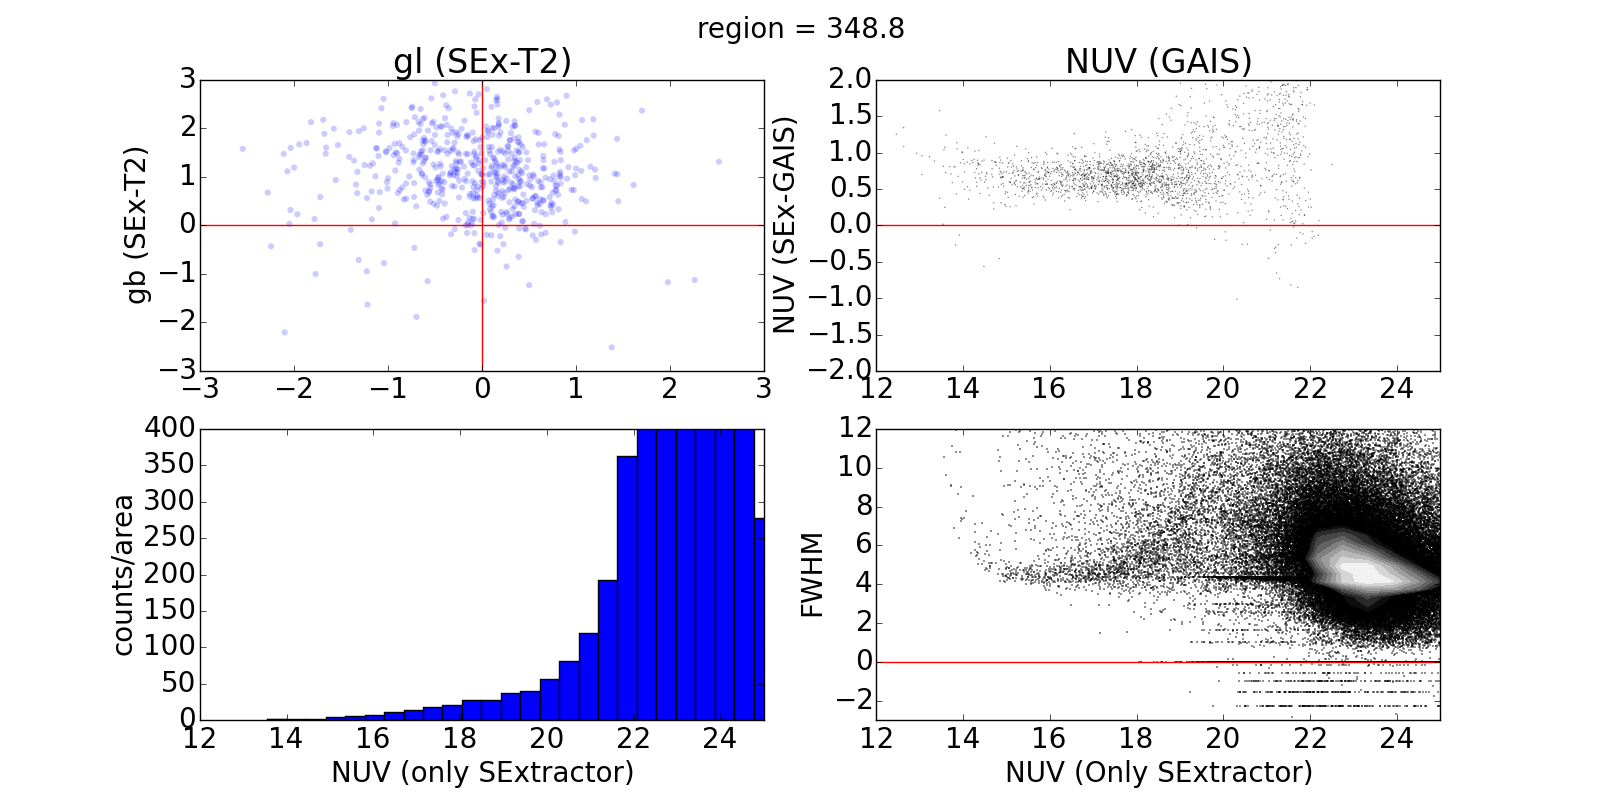 region = 348.8
gl (SEx-T2)
NUV (GAIS)
gb (SEx-T2)
3
2
1
0
−1
−2
−3
−3 −2 −1 0 1 2 3
NUV (SEx-GAIS)
2.0
1.5
1.0
0.5
0.0
−0.5
−1.0
−1.5
−2.0
12 14 16 18 20 22 24
counts/area
400
350
300
250
200
150
100
50
0
12 14 16 18 20 22 24
NUV (only SExtractor)
FWHM
12
10
8
6
4
2
0
−2
12 14 16 18 20 22 24
NUV (Only SExtractor)